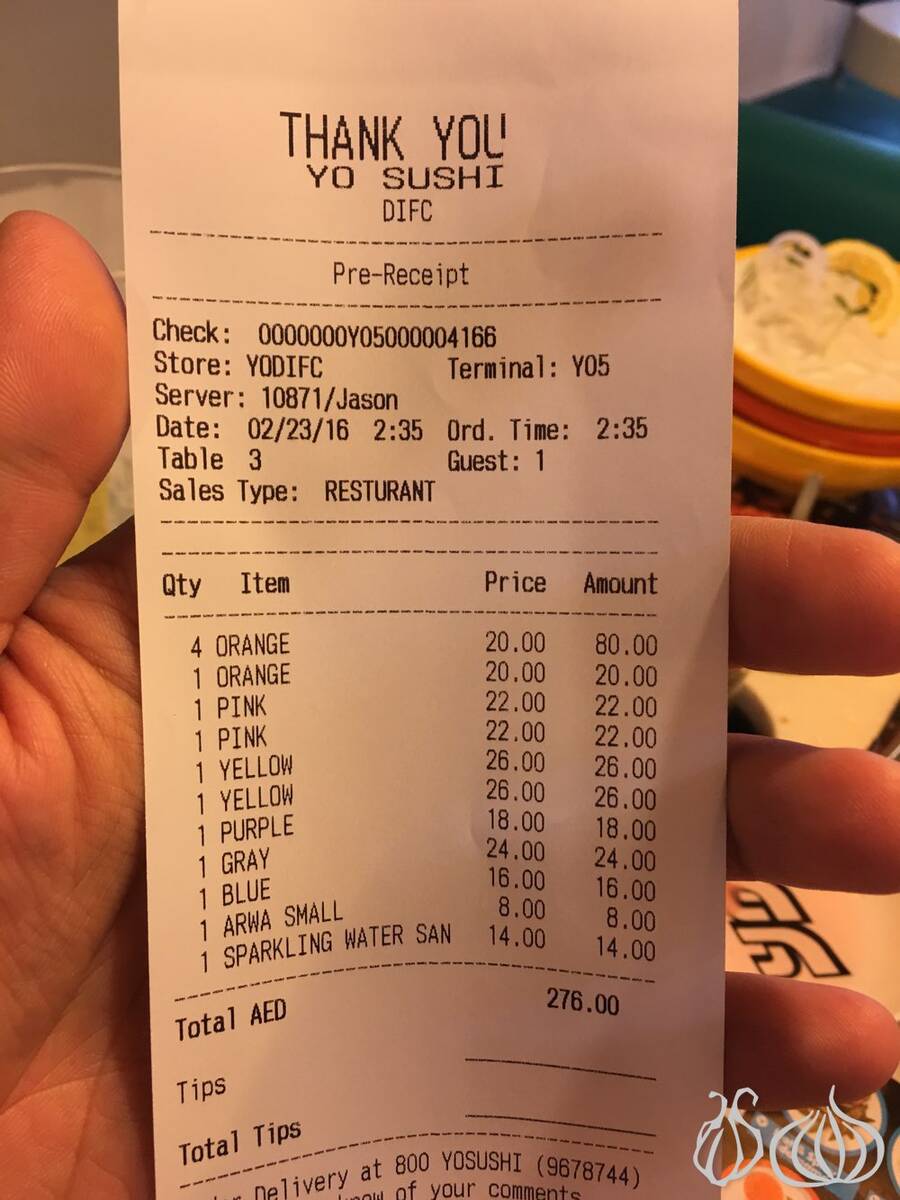 THANK YOU
YO SUSHI
DIFC
Pre-Receipt
Check: 0000000YO5000004166
Store: YODIFC Terminal: YO5
Server: 10871/Jason
Date: 02/23/16 2:35 Ord. Time: 2:35
Table 3 Guest: 1
Sales Type: RESTURANT
Qty Item Price Amount
4 ORANGE 20.00 80.00
1 ORANGE 20.00 20.00
1 PINK 22.00 22.00
1 PINK 22.00 22.00
1 YELLOW 26.00 26.00
1 YELLOW 26.00 26.00
1 PURPLE 18.00 18.00
1 GRAY 24.00 24.00
1 BLUE 16.00 16.00
1 ARWA SMALL 8.00 8.00
1 SPARKLING WATER SAN 14.00 14.00
Total AED 276.00
Tips
Total Tips
Delivery at 800 YOSUSHI (9678744)
of your comments